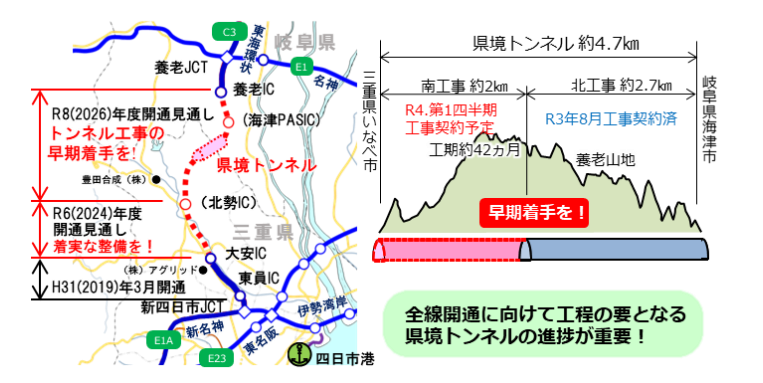 C3
東海環状
岐阜県
養老JCT
E1
名神
養老IC
R8(2026)年度開通見通し
トンネル工事の
早期着手を!
(海津PASIC)
県境トンネル
豊田合成(株)
(北勢IC)
R6(2024)年度
開通見通し
着実な整備を!
三重県
大安IC
(株)アグリッド
東員IC
H31(2019)年3月開通
新四日市JCT
伊勢湾岸
新名神
東名阪
E1A
E23
四日市港
県境トンネル 約4.7km
南工事 約2km
北工事 約2.7km
三重県いなべ市
岐阜県海津市
R4.第1四半期
工事契約予定
R3年8月工事契約済
工期約42ヵ月
養老山地
早期着手を!
全線開通に向けて工程の要となる
県境トンネルの進捗が重要!